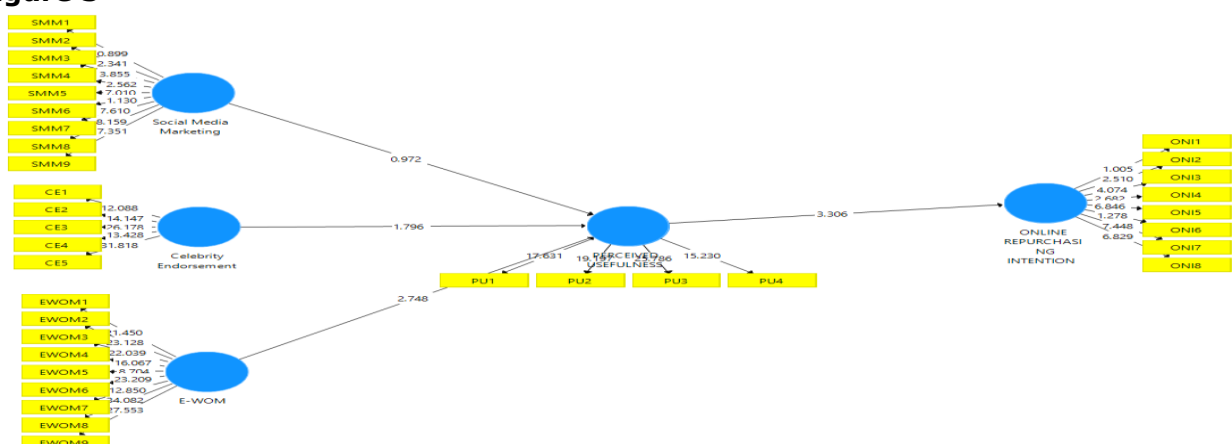 SMM1
SMM2
SMM3
SMM4
SMM5
SMM6
SMM7
SMM8
SMM9
0.899
2.341
3.855
2.562
7.010
1.130
7.610
8.159
7.351
Social Media
Marketing
0.972
CE1
CE2
CE3
CE4
CE5
12.088
14.147
26.178
13.428
31.818
Celebrity
Endorsement
1.796
EWOM1
EWOM2
EWOM3
EWOM4
EWOM5
EWOM6
EWOM7
EWOM8
EWOM9
21.450
23.128
22.039
16.067
8.704
23.209
12.850
34.082
27.553
E-WOM
2.748
PERCEIVED
USEFULNESS
17.631
15.230
PU1
PU2
PU3
PU4
3.306
ONLINE
REPURCHASI
NG
INTENTION
1.005
2.510
4.074
2.682
6.846
1.278
7.448
6.829
ONI1
ONI2
ONI3
ONI4
ONI5
ONI6
ONI7
ONI8